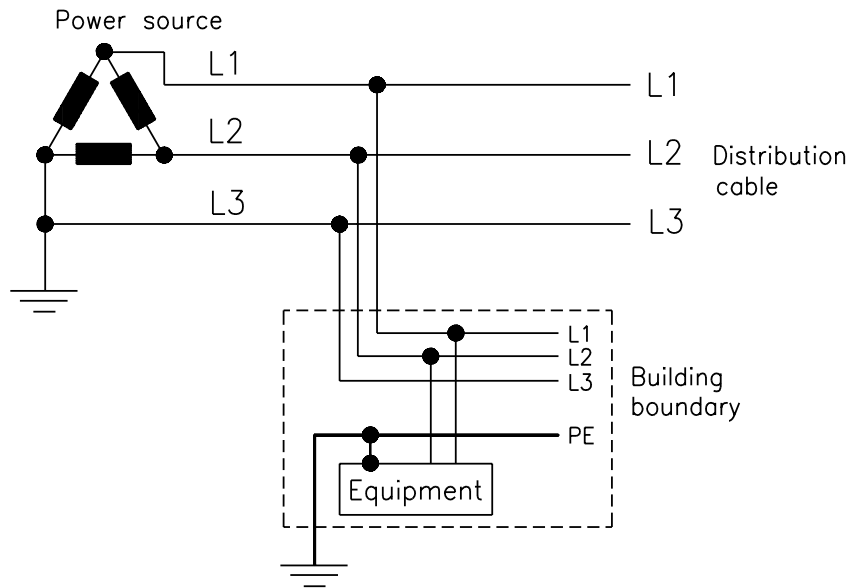 Power source
L1
L1
L2
L2
Distribution
cable
L3
L3
L1
L2
L3
Building
boundary
PE
Equipment